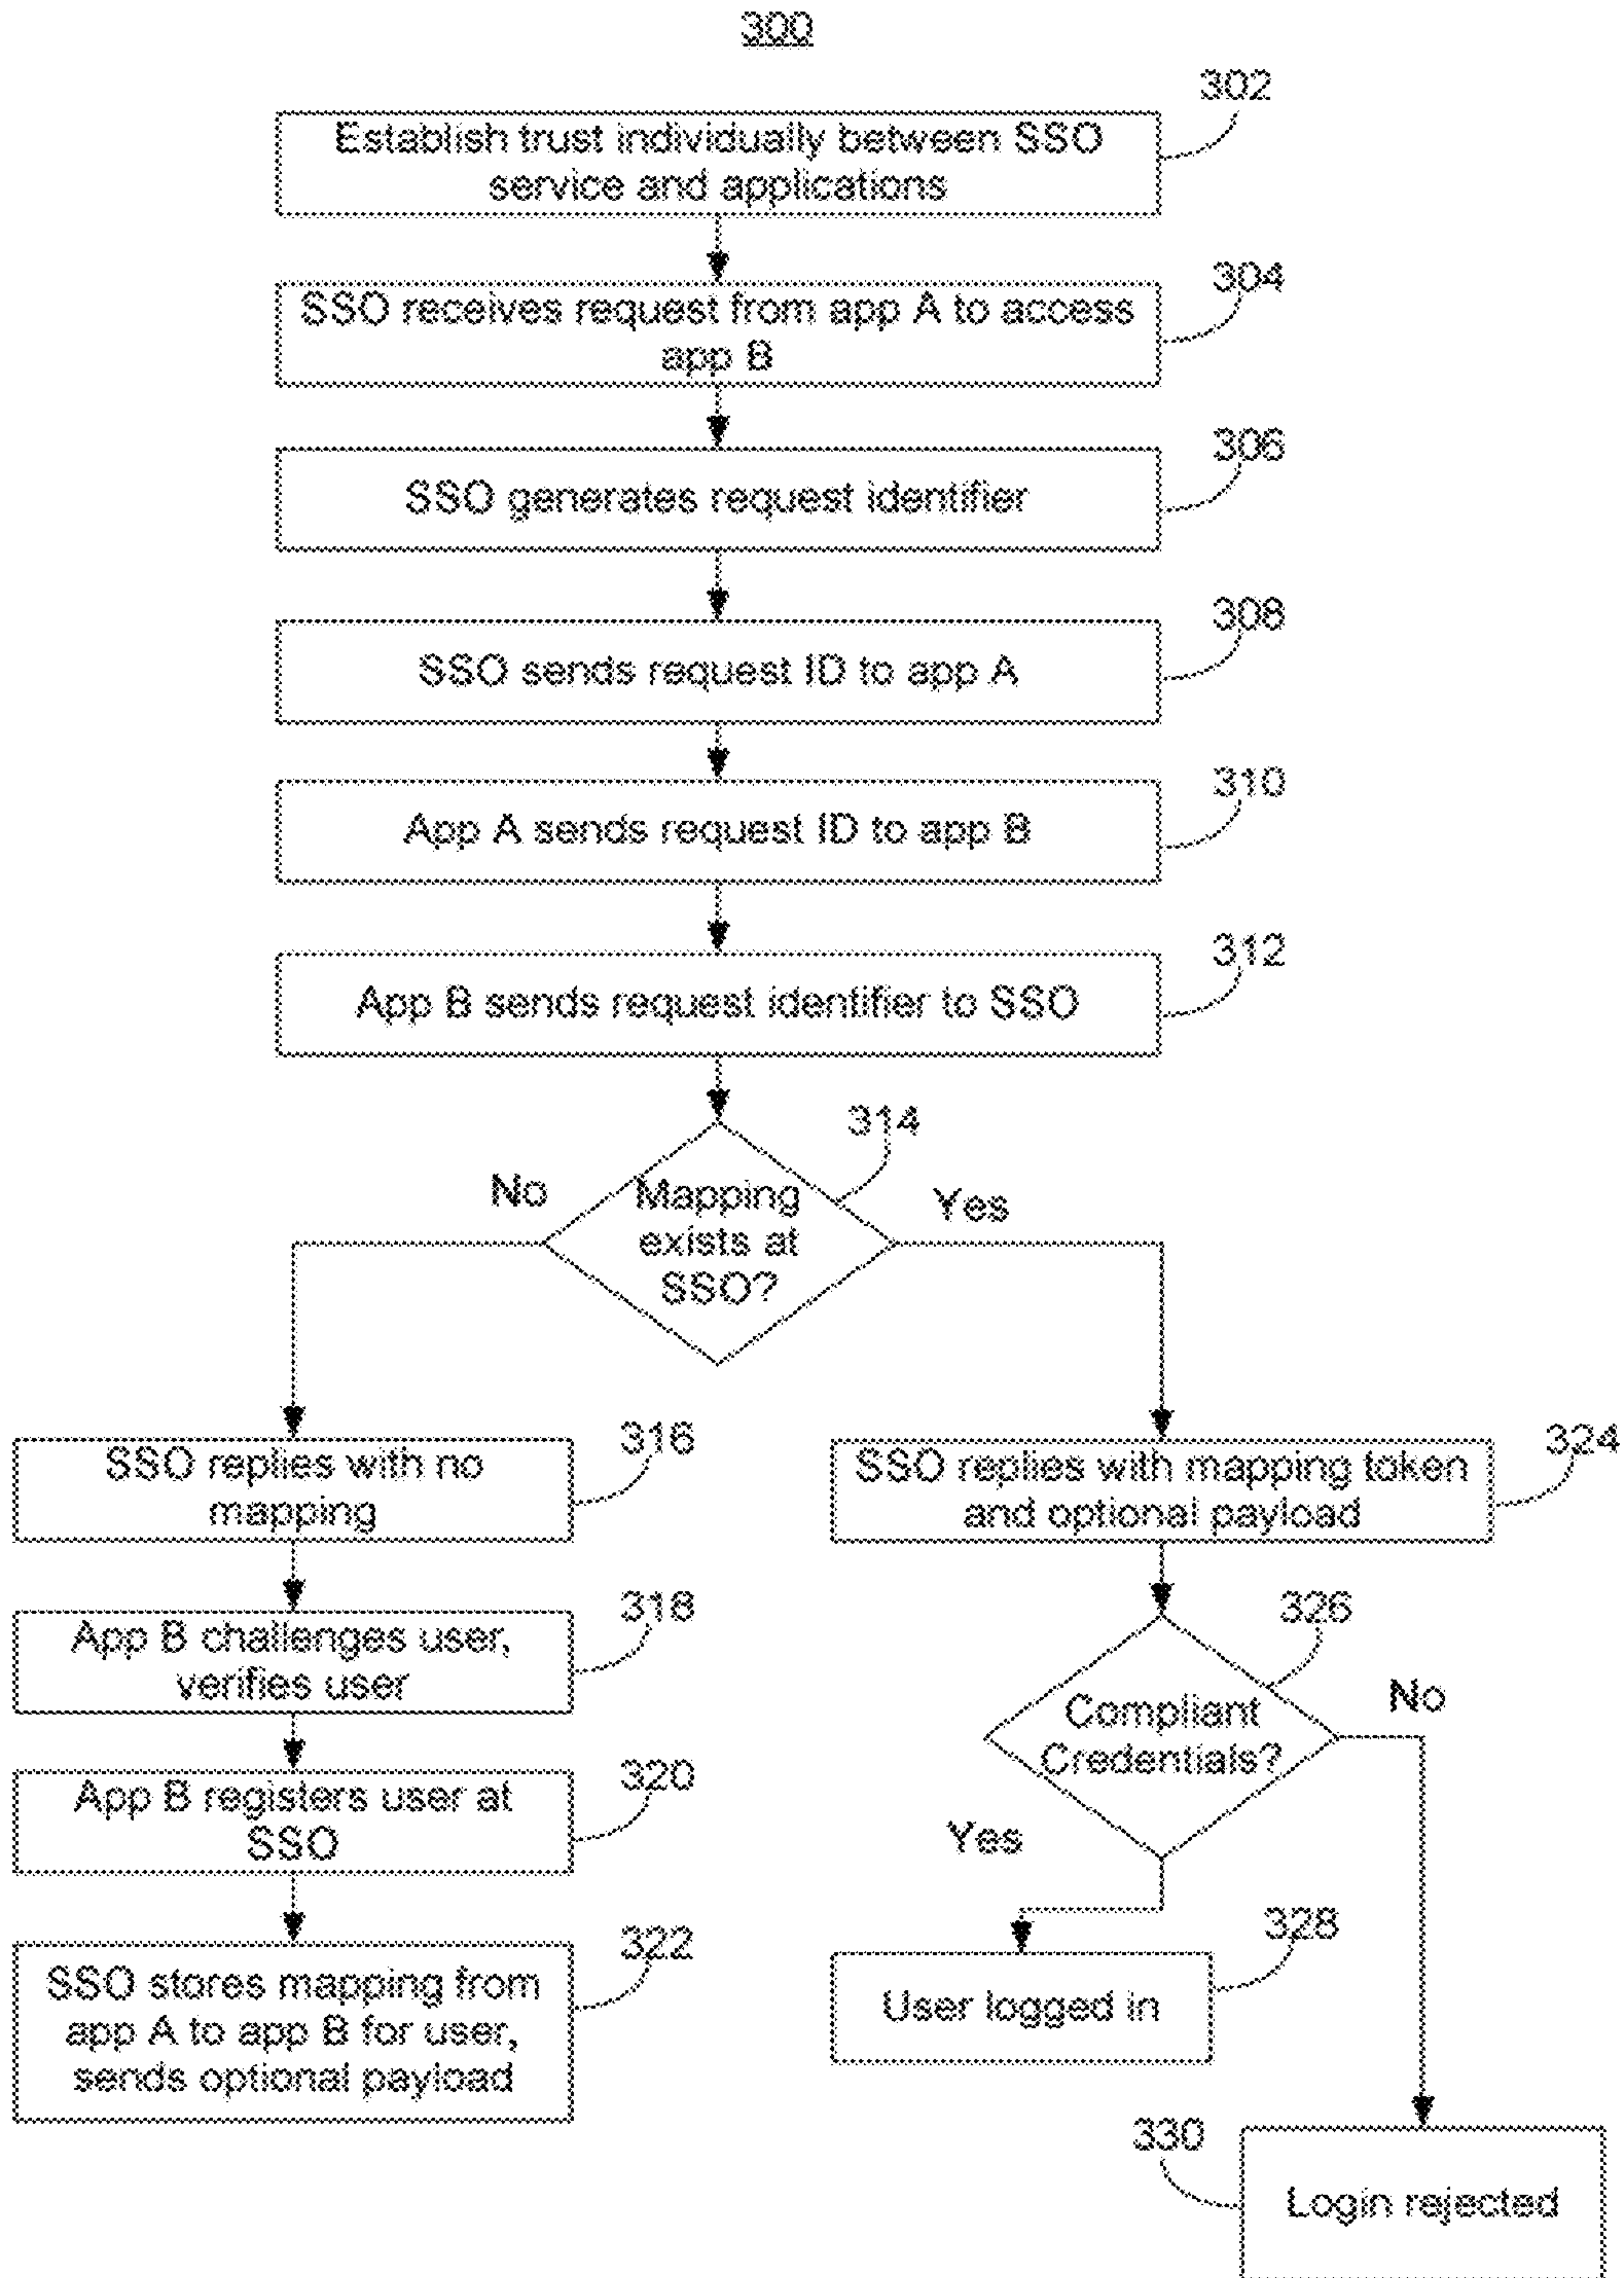 300
302
Establish trust individually between SSO
service and applications
304
SSO receives request from app A to access
app B
306
SSO generates request identifier
308
SSO sends request ID to app A
310
App A sends request ID to app B
312
App B sends request identifier to SSO
314
No
Mapping
exists at
SSO?
Yes
316
SSO replies with no
mapping
318
App B challenges user,
verifies user
320
App B registers user at
SSO
322
SSO stores mapping from
app A to app B for user,
sends optional payload
324
SSO replies with mapping token
and optional payload
326
Compliant
Credentials?
No
Yes
328
User logged in
330
Login rejected